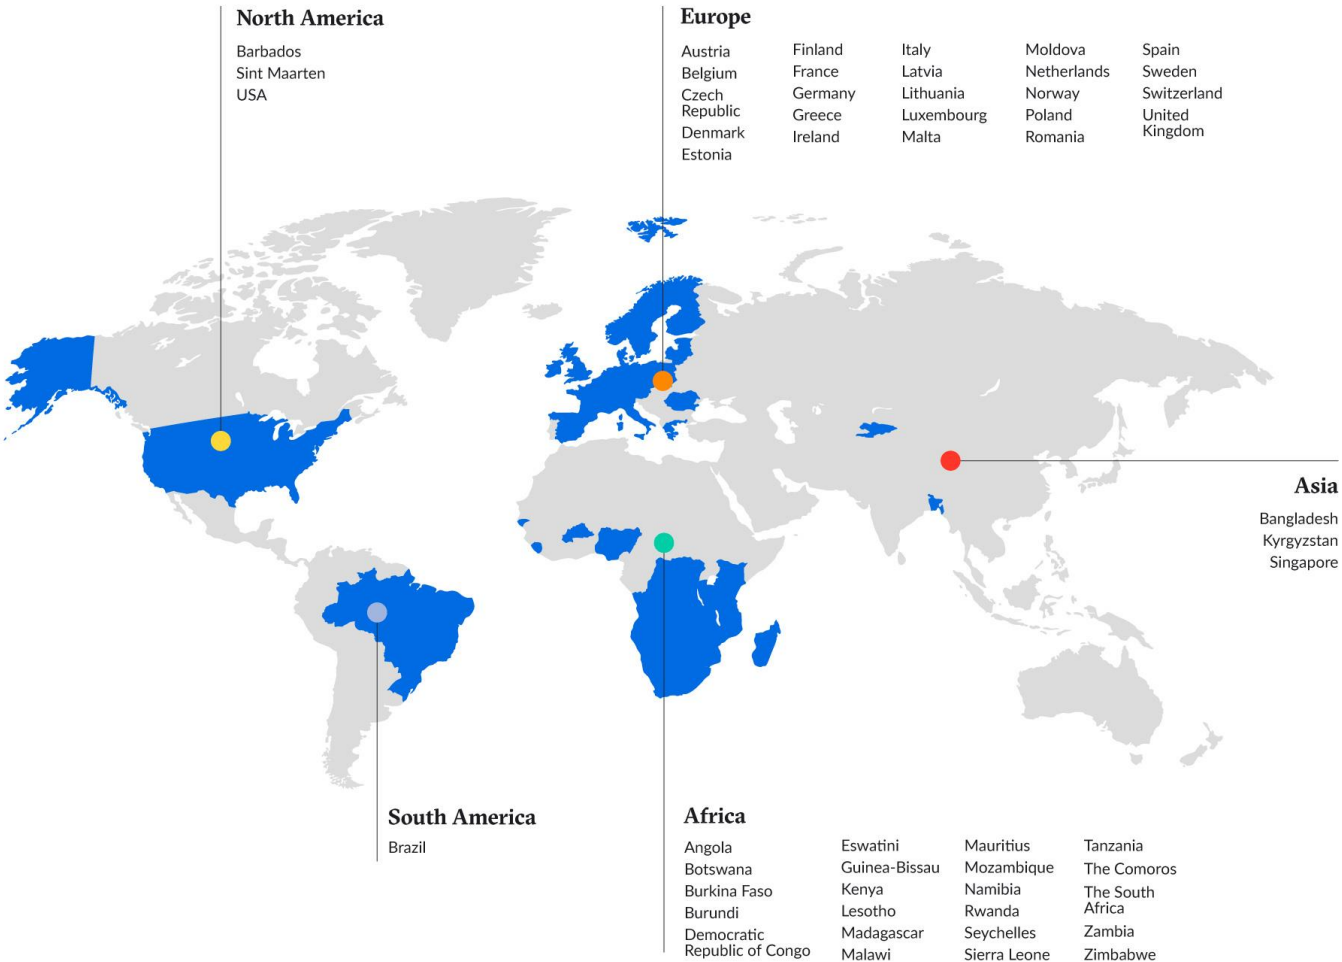 North America
Barbados
Sint Maarten
USA
Europe
Austria
Belgium
Czech
Republic
Denmark
Estonia
Finland
France
Germany
Greece
Ireland
Italy
Latvia
Lithuania
Luxembourg
Malta
Moldova
Netherlands
Norway
Poland
Romania
Spain
Sweden
Switzerland
United
Kingdom
Asia
Bangladesh
Kyrgyzstan
Singapore
South America
Brazil
Africa
Angola
Botswana
Burkina Faso
Burundi
Democratic
Republic of Congo
Eswatini
Guinea-Bissau
Kenya
Lesotho
Madagascar
Malawi
Mauritius
Mozambique
Namibia
Rwanda
Seychelles
Sierra Leone
Tanzania
The Comoros
The South
Africa
Zambia
Zimbabwe